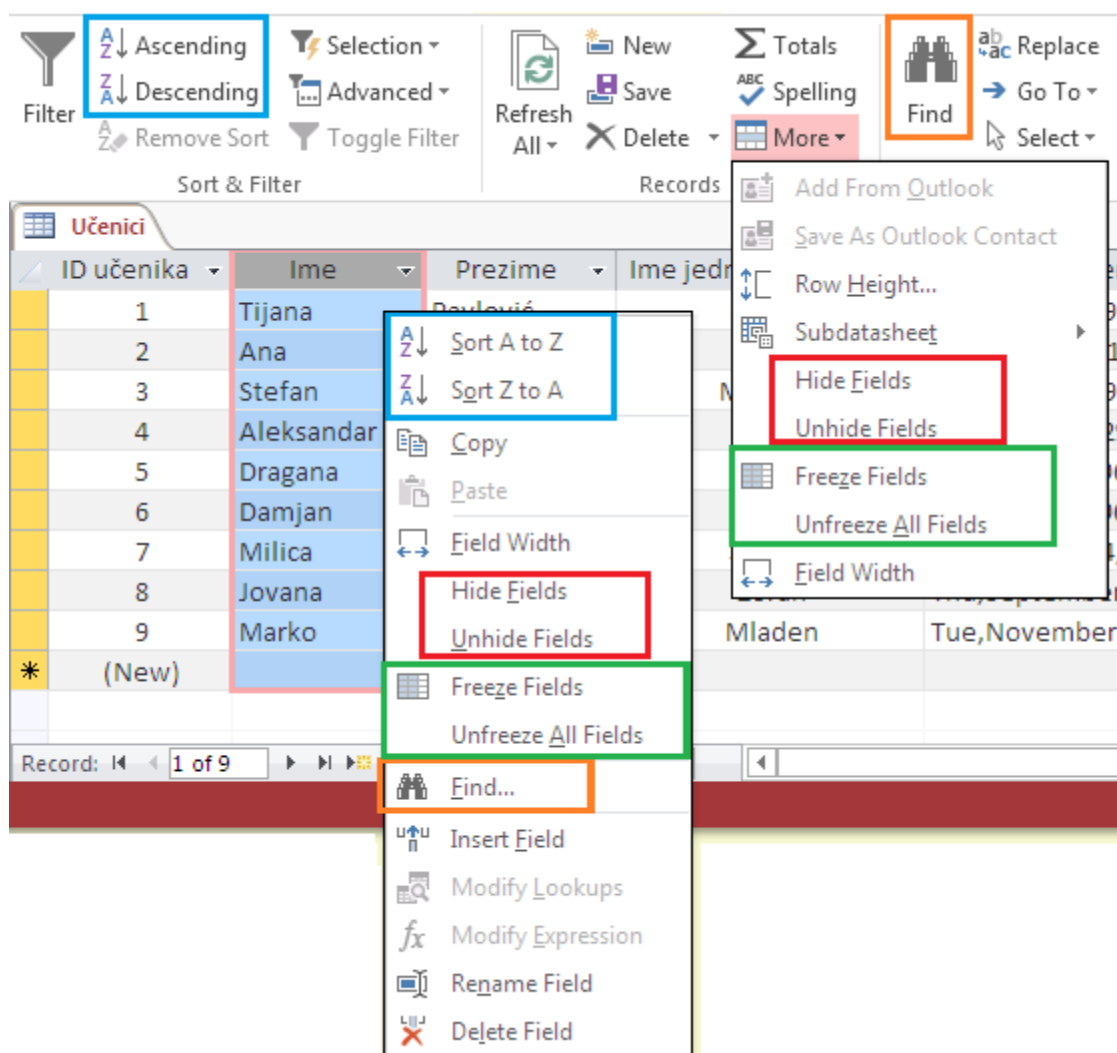 Filter
Ascending
Descending
Remove Sort
Selection
Advanced
Toggle Filter
Sort & Filter
Refresh
All
New
Save
Delete
Totals
Spelling
More
Records
Find
Replace
Go To
Select
Add From Outlook
Save As Outlook Contact
Row Height...
Subdatasheet
Hide Fields
Unhide Fields
Freeze Fields
Unfreeze All Fields
Field Width
Učenici
ID učenika Ime Prezime Ime
1 Tijana
2 Ana
3 Stefan
4 Aleksandar
5 Dragana
6 Damjan
7 Milica
8 Jovana
9 Marko Mladen Tue,November
(New)
Record: 1 of 9
Sort A to Z
Sort Z to A
Copy
Paste
Field Width
Hide Fields
Unhide Fields
Freeze Fields
Unfreeze All Fields
Find...
Insert Field
Modify Lookups
Modify Expression
Rename Field
Delete Field